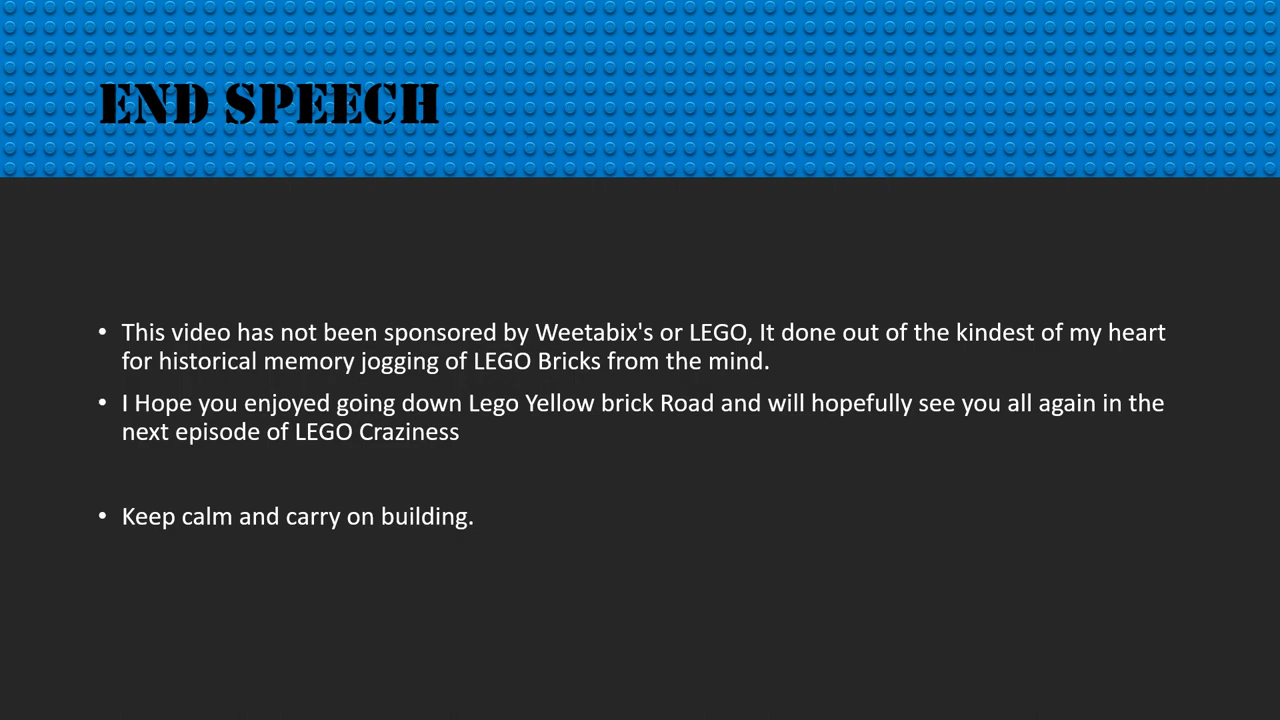 END SPEECH
• This video has not been sponsored by Weetabix's or LEGO, It done out of the kindest of my heart
for historical memory jogging of LEGO Bricks from the mind.
• I Hope you enjoyed going down Lego Yellow brick Road and will hopefully see you all again in the
next episode of LEGO Craziness
• Keep calm and carry on building.